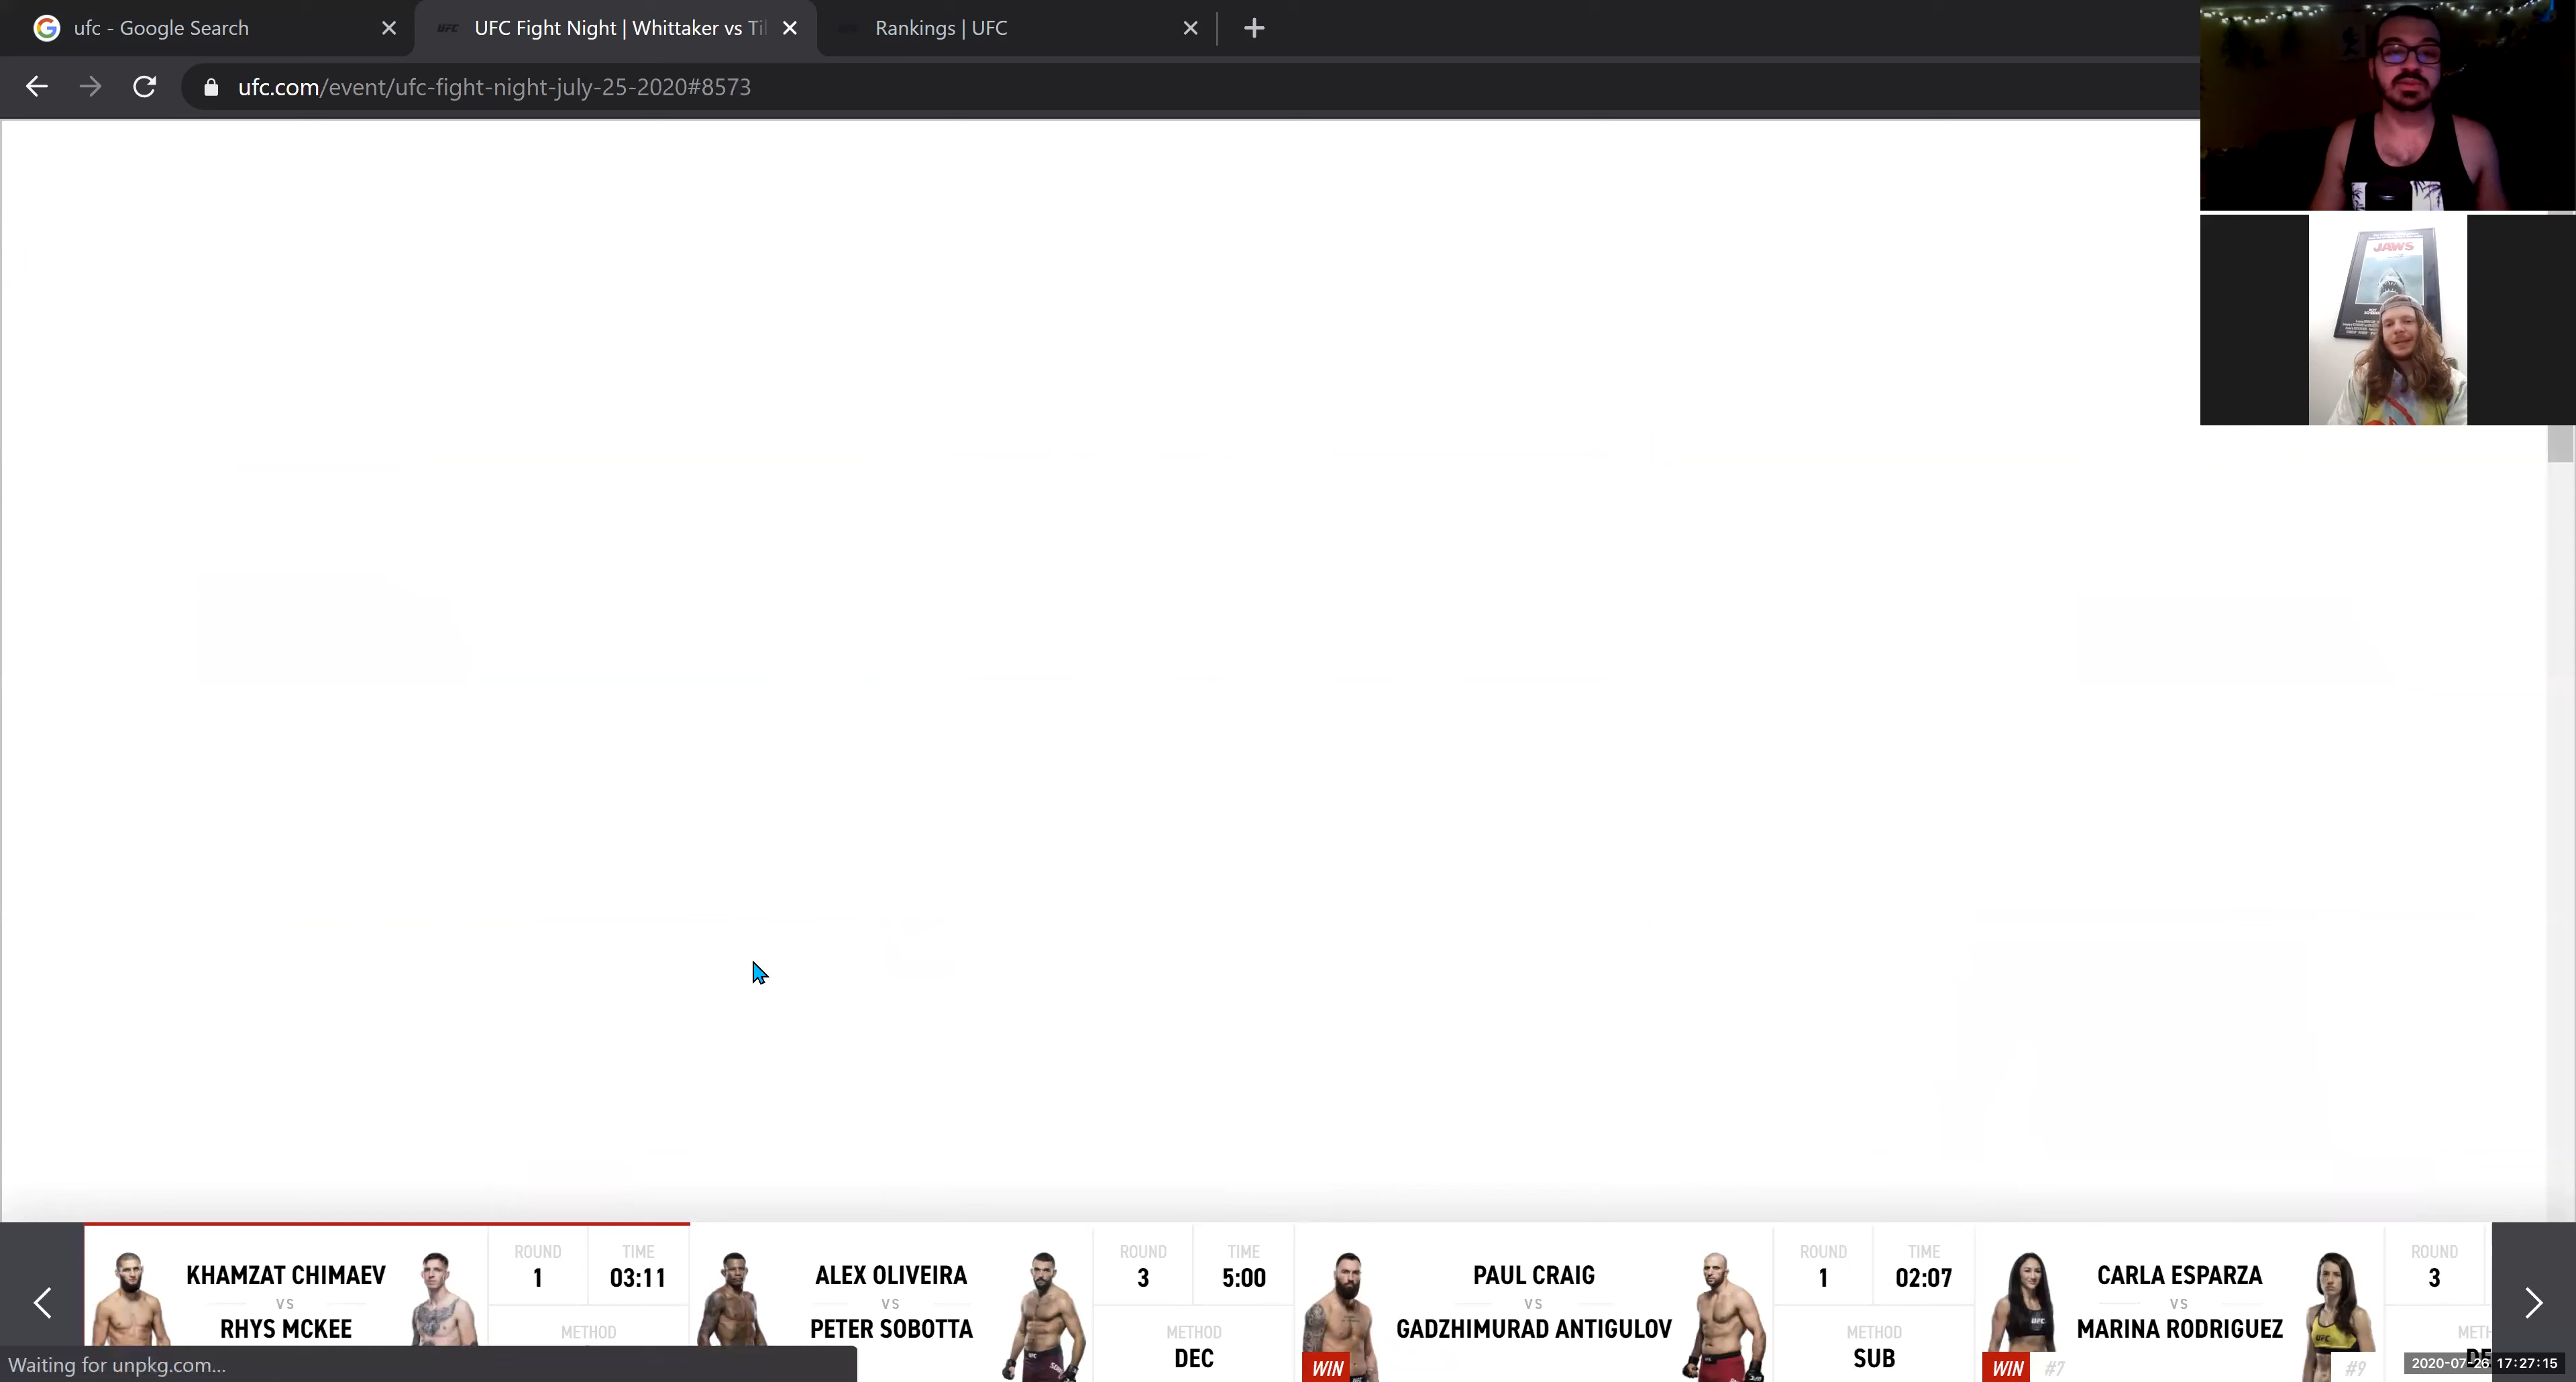 ufc - Google Search
UFC Fight Night | Whittaker vs Til
Rankings | UFC
ufc.com/event/ufc-fight-night-july-25-2020#8573
JAWS
KHAMZAT CHIMAEV
VS
RHYS MCKEE
ROUND
1
TIME
03:11
METHOD
ALEX OLIVEIRA
VS
PETER SOBOTTA
ROUND
3
TIME
5:00
METHOD
DEC
PAUL CRAIG
VS
GADZHIMURAD ANTIGULOV
WIN
ROUND
1
TIME
02:07
METHOD
SUB
CARLA ESPARZA
VS
MARINA RODRIGUEZ
WIN
#7
#9
ROUND
3
METH
Waiting for unpkg.com...
2020-07-26 17:27:15